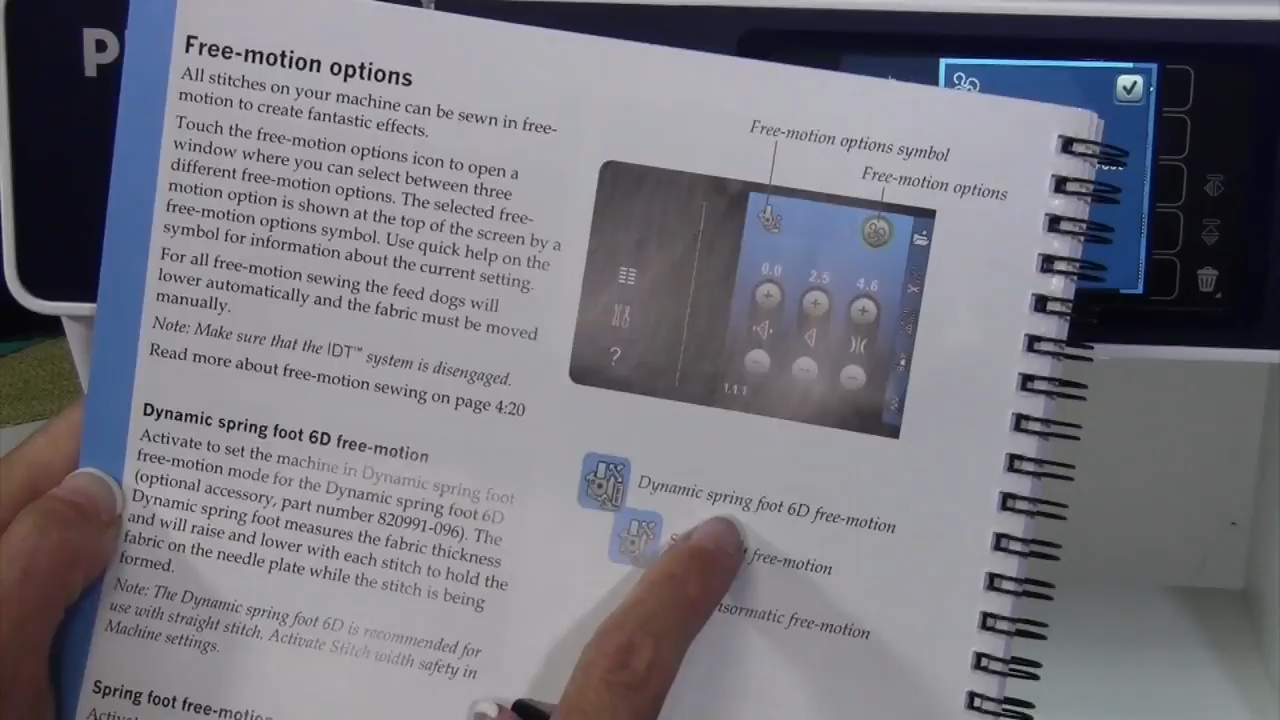 Free-motion options
All stitches on your machine can be sewn in free-
motion to create fantastic effects.
Touch the free-motion options icon to open a
window where you can select between three
different free-motion options. The selected free-
motion option is shown at the top of the screen by a
free-motion options symbol. Use quick help on the
symbol for information about the current setting.
For all free-motion sewing the feed dogs will
lower automatically and the fabric must be moved
manually.
Note: Make sure that the IDT™ system is disengaged.
Read more about free-motion sewing on page 4:20
Dynamic spring foot 6D free-motion
Activate to set the machine in Dynamic spring foot
free-motion mode for the Dynamic spring foot 6D
(optional accessory, part number 820991-096). The
Dynamic spring foot measures the fabric thickness
and will raise and lower with each stitch to hold the
fabric on the needle plate while the stitch is being
formed.
Note: The Dynamic spring foot 6D is recommended for
use with straight stitch. Activate Stitch width safety in
Machine settings.
Spring foot free-motion
Free-motion options symbol
Free-motion options
0.0 2.5 4.6
?
1.1.1
Dynamic spring foot 6D free-motion
free-motion
free-motion